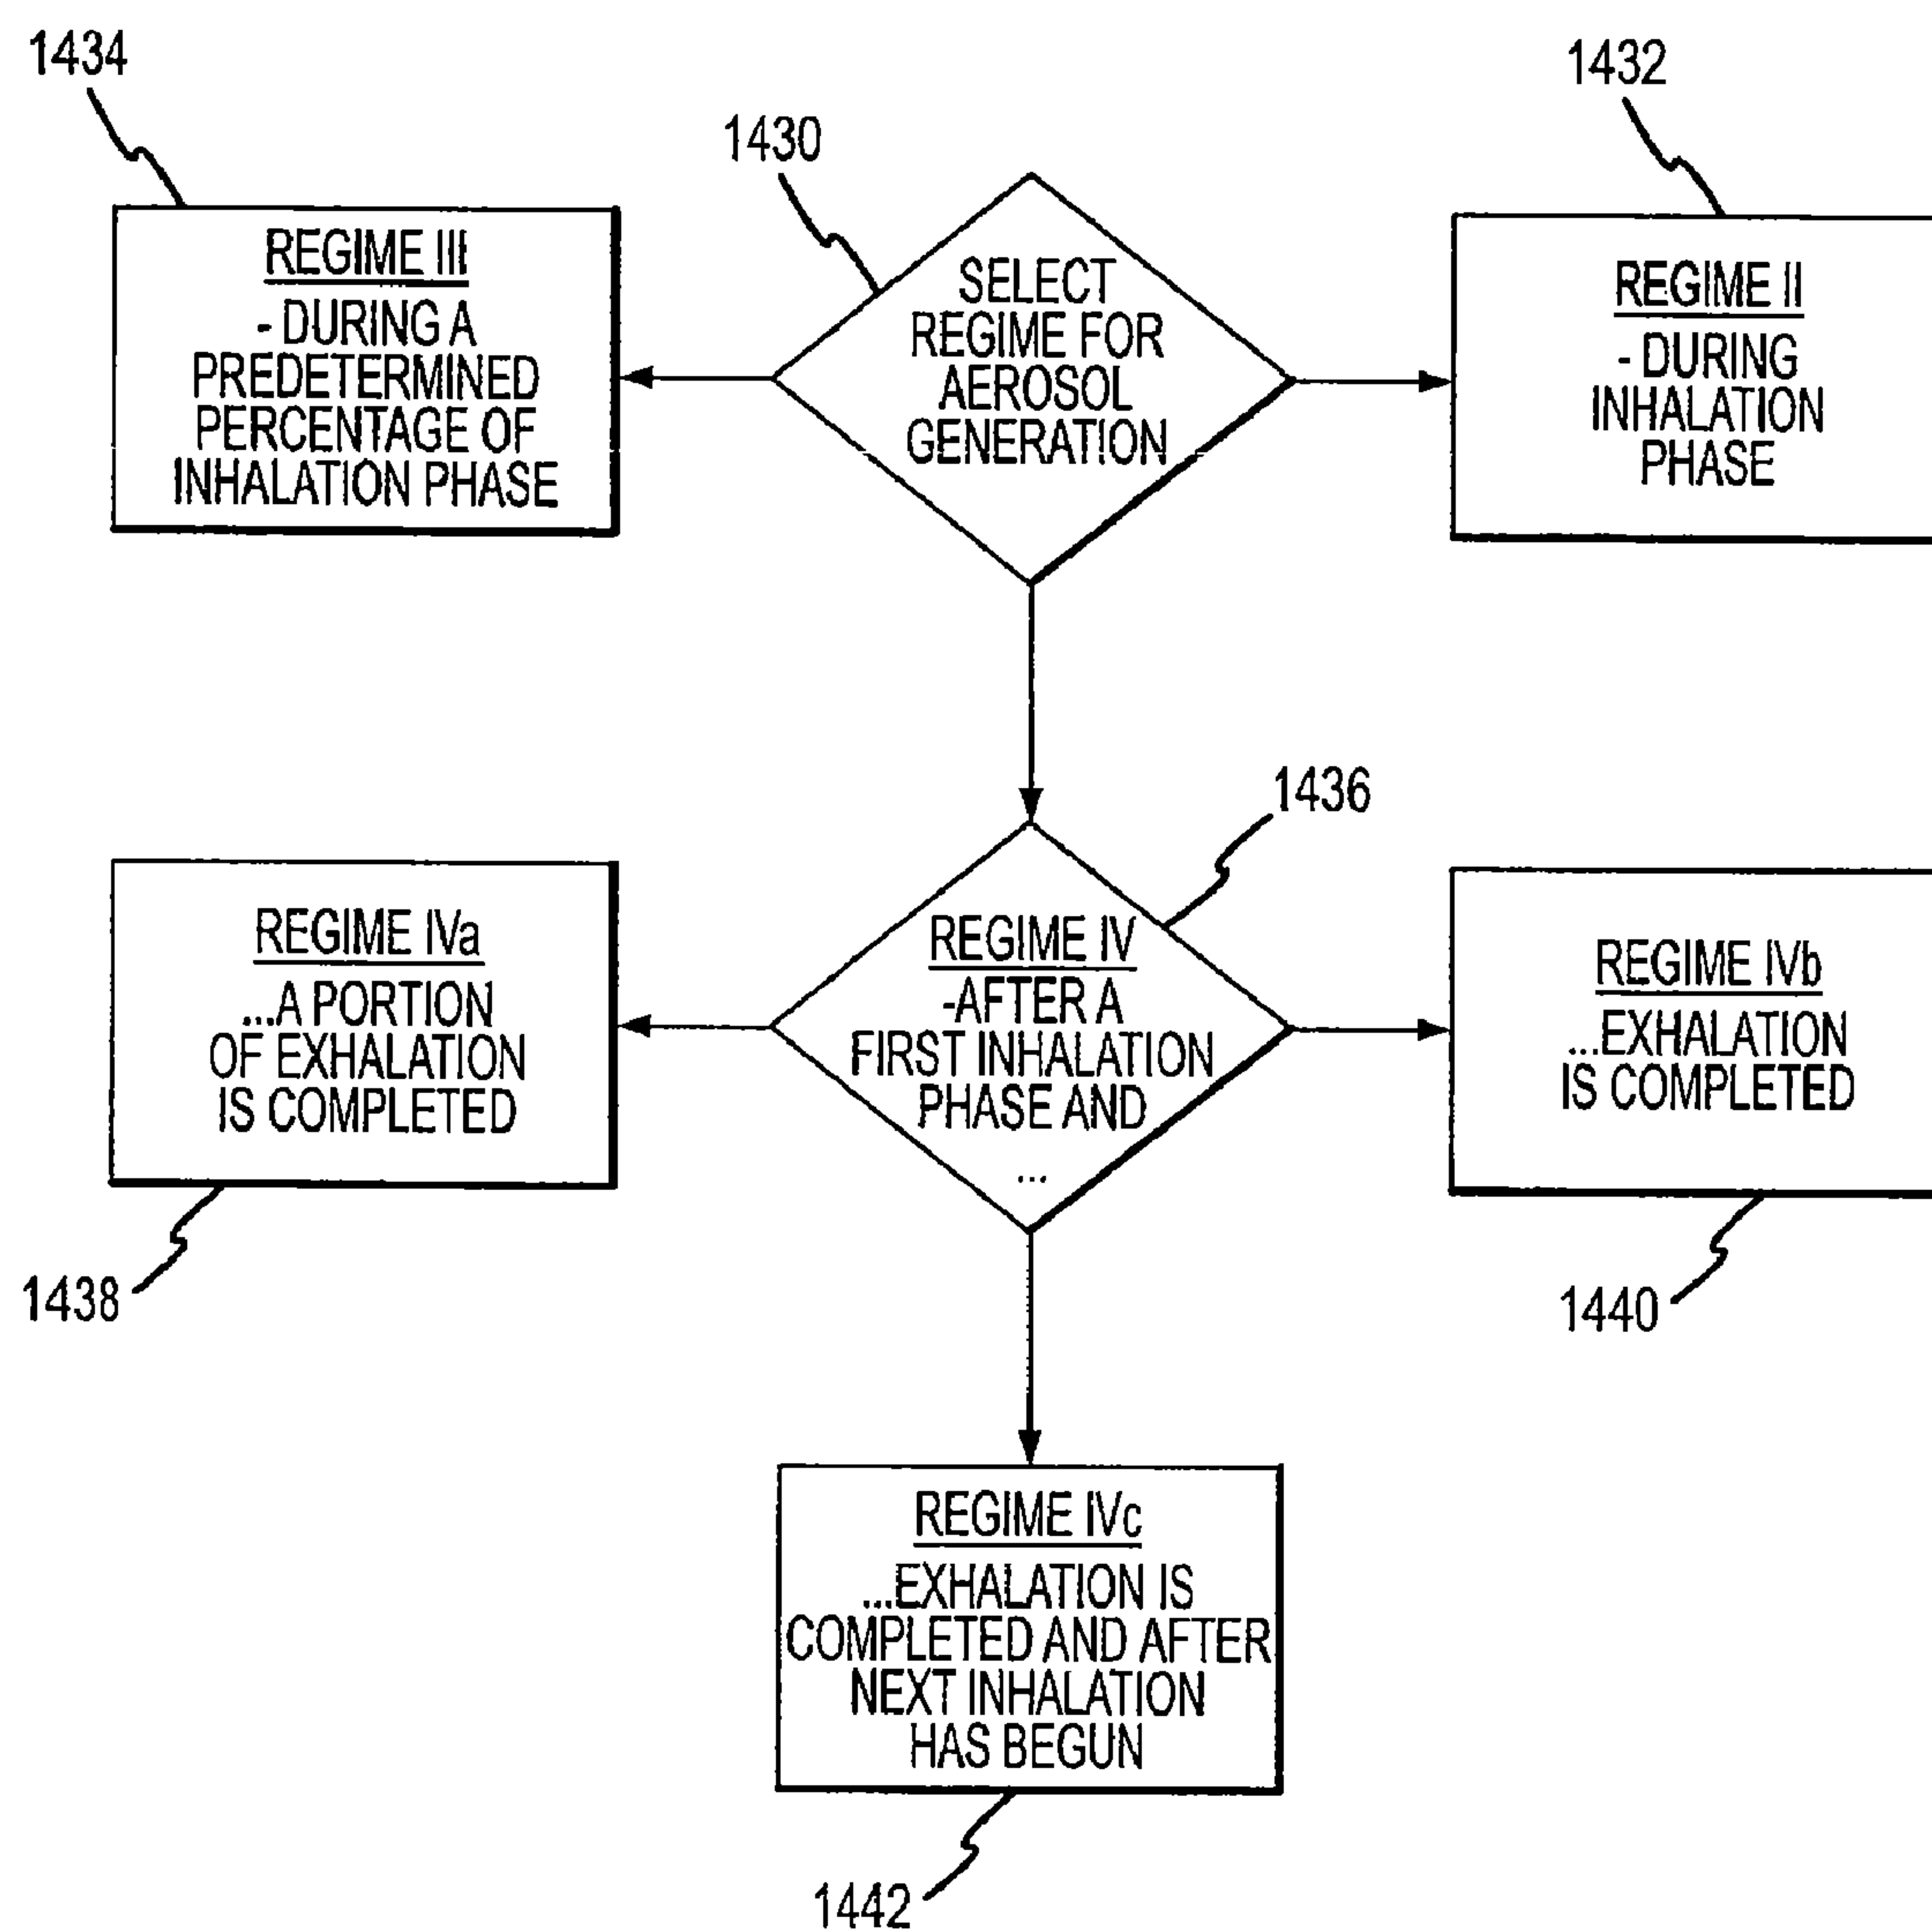 1434
1430
1432
REGIME III
- DURING A
PREDETERMINED
PERCENTAGE OF
INHALATION PHASE
SELECT
REGIME FOR
AEROSOL
GENERATION
REGIME II
- DURING
INHALATION
PHASE
1436
REGIME IVa
...A PORTION
OF EXHALATION
IS COMPLETED
REGIME IV
-AFTER A
FIRST INHALATION
PHASE AND
...
REGIME IVb
...EXHALATION
IS COMPLETED
1438
1440
REGIME IVc
...EXHALATION IS
COMPLETED AND AFTER
NEXT INHALATION
HAS BEGUN
1442